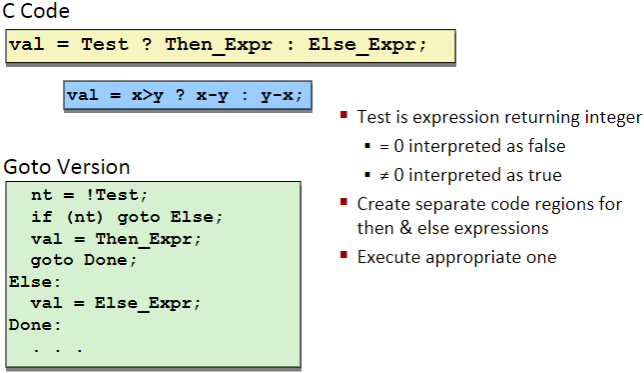 C Code
val = Test ? Then_Expr : Else_Expr;
val = x>y ? x-y : y-x;
Goto Version
nt = !Test;
if (nt) goto Else;
val = Then_Expr;
goto Done;
Else:
val = Else_Expr;
Done:
. . .
▪ Test is expression returning integer
▪ = 0 interpreted as false
▪ ≠ 0 interpreted as true
▪ Create separate code regions for
then & else expressions
▪ Execute appropriate one